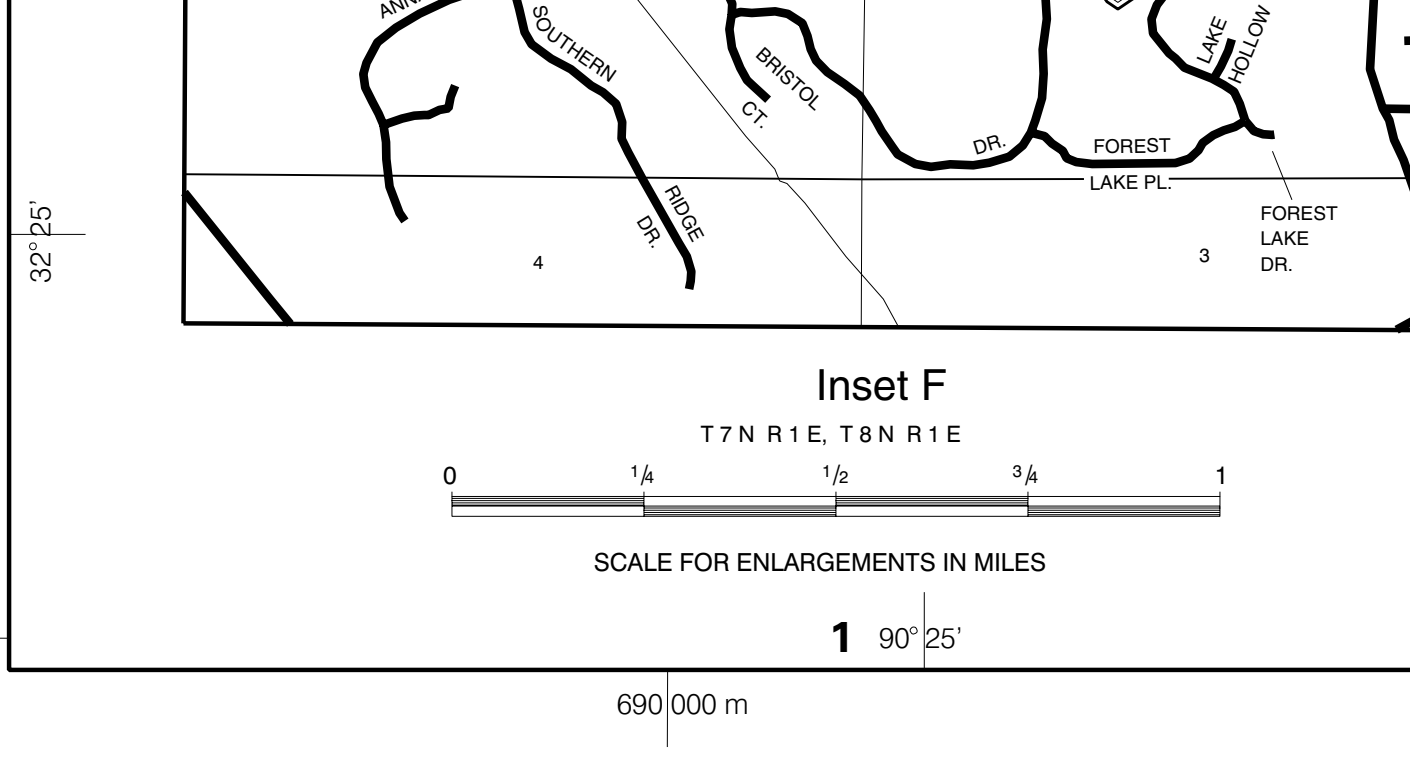 SOUTHERN
RIDGE
DR.
BRISTOL
CT.
DR.
LAKE
HOLLOW
FOREST
LAKE PL.
FOREST
LAKE
DR.
4
3
32° 25’
Inset F
T 7 N R 1 E, T 8 N R 1 E
0 1/4 1/2 3/4 1
SCALE FOR ENLARGEMENTS IN MILES
1 90° 25’
690 000 m